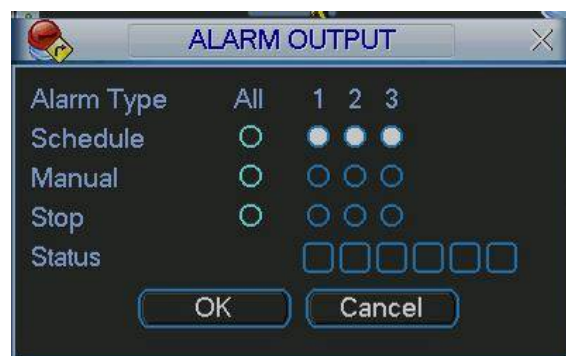 ALARM OUTPUT
Alarm Type All 1 2 3
Schedule
Manual
Stop
Status
OK Cancel